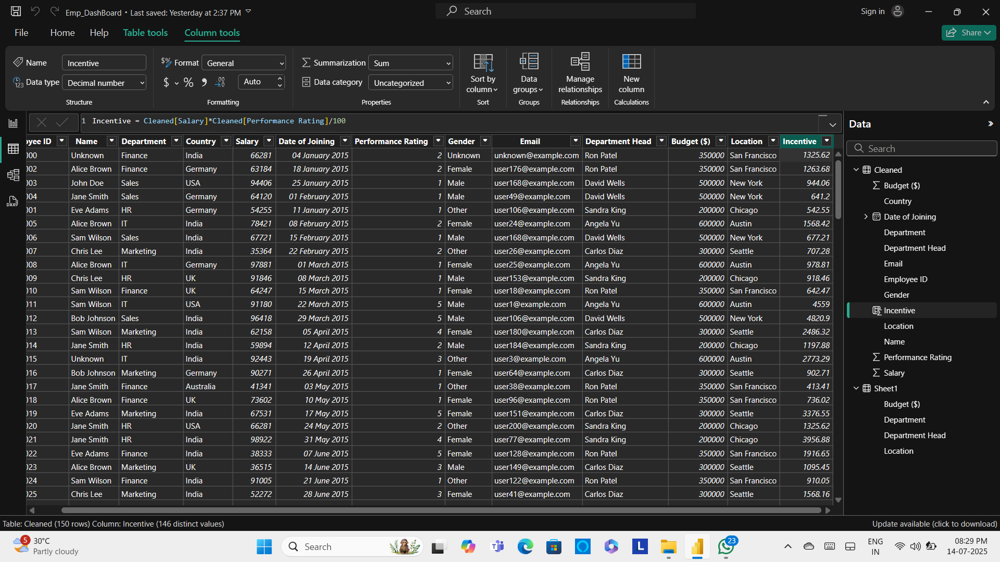 Emp_DashBoard • Last saved: Yesterday at 2:37 PM
Search
Sign in
File Home Help Table tools Column tools
Share
Name Incentive
Data type Decimal number
Structure
Format General
$ % 9 .00 Auto
Formatting
Summarization Sum
Data category Uncategorized
Properties
Sort by column
Sort
Data groups
Groups
Manage relationships
Relationships
New column
Calculations
1 Incentive = Cleaned[Salary]*Cleaned[Performance Rating]/100
yee ID Name Department Country Salary Date of Joining Performance Rating Gender Email Department Head Budget ($) Location Incentive
000 Unknown Finance India 66281 04 January 2015 2 Unknown unknown@example.com Ron Patel 350000 San Francisco 1325.62
002 Alice Brown Finance Germany 63184 18 January 2015 2 Female user176@example.com Ron Patel 350000 San Francisco 1263.68
003 John Doe Sales USA 94406 25 January 2015 1 Male user168@example.com David Wells 500000 New York 944.06
004 Jane Smith Sales Germany 64120 01 February 2015 1 Male user49@example.com David Wells 500000 New York 641.2
001 Eve Adams HR Germany 54255 11 January 2015 1 Other user106@example.com Sandra King 200000 Chicago 542.55
005 Alice Brown IT India 78421 08 February 2015 2 Female user24@example.com Angela Yu 600000 Austin 1568.42
006 Sam Wilson Sales India 67721 15 February 2015 1 Male user168@example.com David Wells 500000 New York 677.21
007 Chris Lee Marketing India 35364 22 February 2015 2 Other user26@example.com Carlos Diaz 300000 Seattle 707.28
008 Alice Brown IT Germany 97881 01 March 2015 1 Female user25@example.com Angela Yu 600000 Austin 978.81
009 Chris Lee HR UK 91846 08 March 2015 1 Male user153@example.com Sandra King 200000 Chicago 918.46
010 Sam Wilson Finance UK 64247 15 March 2015 1 Female user18@example.com Ron Patel 350000 San Francisco 642.47
011 Sam Wilson IT USA 91180 22 March 2015 5 Male user1@example.com Angela Yu 600000 Austin 4559
012 Bob Johnson Sales India 96418 29 March 2015 5 Male user106@example.com David Wells 500000 New York 4820.9
013 Sam Wilson Marketing India 62158 05 April 2015 4 Female user180@example.com Carlos Diaz 300000 Seattle 2486.32
014 Jane Smith HR India 59894 12 April 2015 2 Male user184@example.com Sandra King 200000 Chicago 1197.88
015 Unknown IT India 92443 19 April 2015 3 Other user3@example.com Angela Yu 600000 Austin 2773.29
016 Bob Johnson Marketing Germany 90271 26 April 2015 1 Female user64@example.com Carlos Diaz 300000 Seattle 902.71
017 Jane Smith Finance Australia 41341 03 May 2015 1 Other user38@example.com Ron Patel 350000 San Francisco 413.41
018 Alice Brown Finance UK 73602 10 May 2015 1 Female user96@example.com Ron Patel 350000 San Francisco 736.02
019 Eve Adams Marketing India 67531 17 May 2015 5 Female user151@example.com Carlos Diaz 300000 Seattle 3376.55
020 Jane Smith HR USA 66281 24 May 2015 2 Other user200@example.com Sandra King 200000 Chicago 1325.62
021 Jane Smith HR India 98922 31 May 2015 4 Female user77@example.com Sandra King 200000 Chicago 3956.88
022 Eve Adams Finance India 38333 07 June 2015 5 Female user128@example.com Ron Patel 350000 San Francisco 1916.65
023 Alice Brown Marketing UK 36515 14 June 2015 3 Male user149@example.com Carlos Diaz 300000 Seattle 1095.45
024 Sam Wilson Finance India 91005 21 June 2015 1 Other user122@example.com Ron Patel 350000 San Francisco 910.05
025 Chris Lee Marketing India 52272 28 June 2015 3 Female user41@example.com Carlos Diaz 300000 Seattle 1568.16
Data
Search
Cleaned
Budget ($)
Country
Date of Joining
Department
Department Head
Email
Employee ID
Gender
Incentive
Location
Name
Performance Rating
Salary
Sheet1
Budget ($)
Department
Department Head
Location
Table: Cleaned (150 rows) Column: Incentive (146 distinct values)
Update available (click to download)
5
30°C
Partly cloudy
Search
23
ENG
IN
08:29 PM
14-07-2025